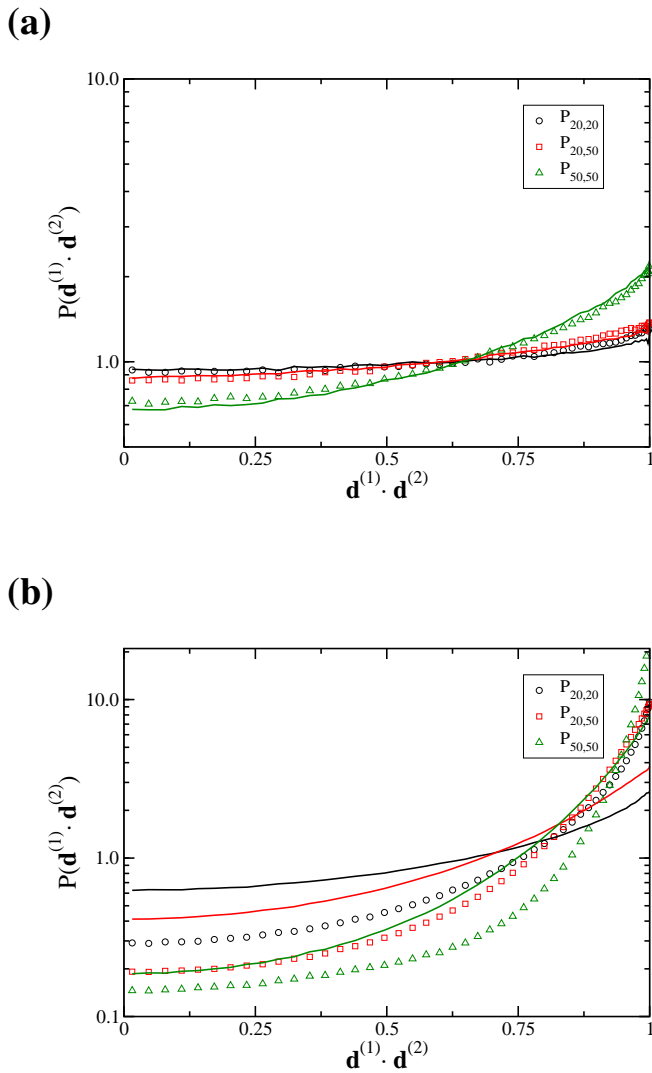 (a)
10.0
P₂₀,₂₀
P₂₀,₅₀
P₅₀,₅₀
P(d⁽¹⁾· d⁽²⁾)
1.0
0 0.25 0.5 0.75 1
d⁽¹⁾· d⁽²⁾
(b)
10.0
P₂₀,₂₀
P₂₀,₅₀
P₅₀,₅₀
P(d⁽¹⁾· d⁽²⁾)
1.0
0.1
0 0.25 0.5 0.75 1
d⁽¹⁾· d⁽²⁾